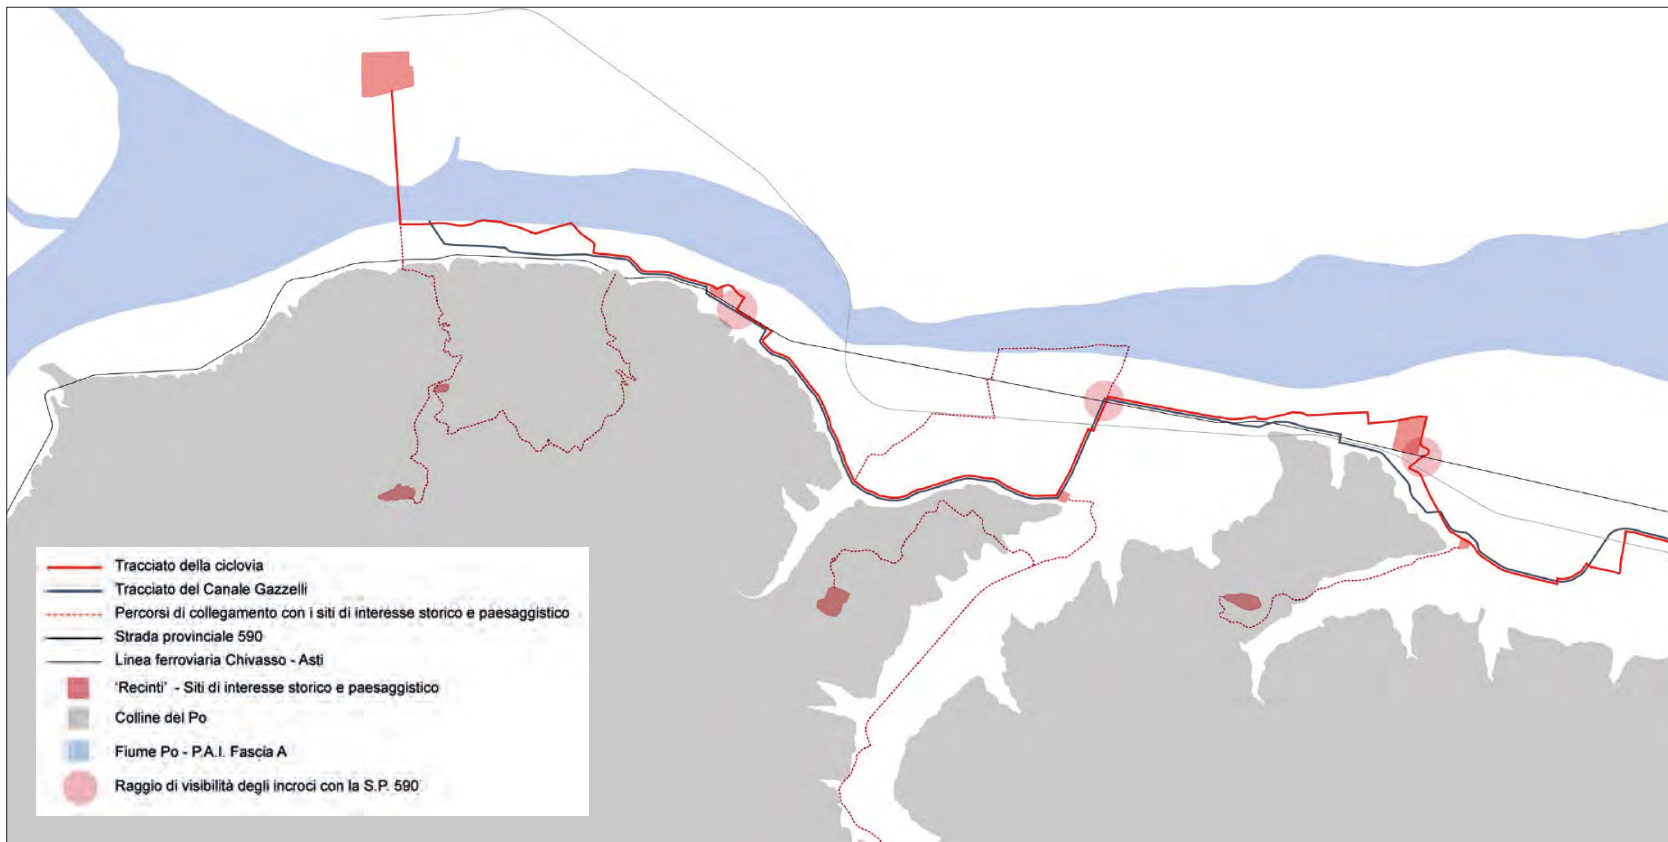 Tracciato della ciclovia
Tracciato del Canale Gazzelli
Percorsi di collegamento con i siti di interesse storico e paesaggistico
Strada provinciale 590
Linea ferroviaria Chivasso - Asti
'Recinti' - Siti di interesse storico e paesaggistico
Colline del Po
Fiume Po - P.A.I. Fascia A
Raggio di visibilità degli incroci con la S.P. 590